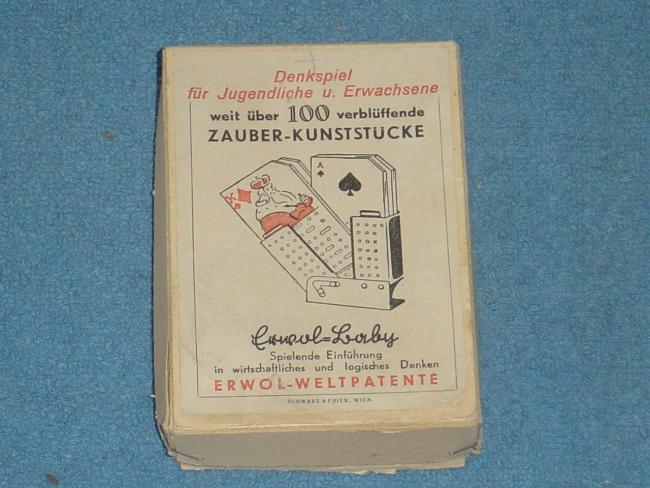 Denkspiel
für Jugendliche u. Erwachsene
weit über 100 verblüffende
ZAUBER-KUNSTSTÜCKE
A
K
Erwol=Baby
Spielende Einführung
in wirtschaftliches und logisches Denken
ERWOL-WELTPATENTE
SCHWARZ & FRIER, WIEN